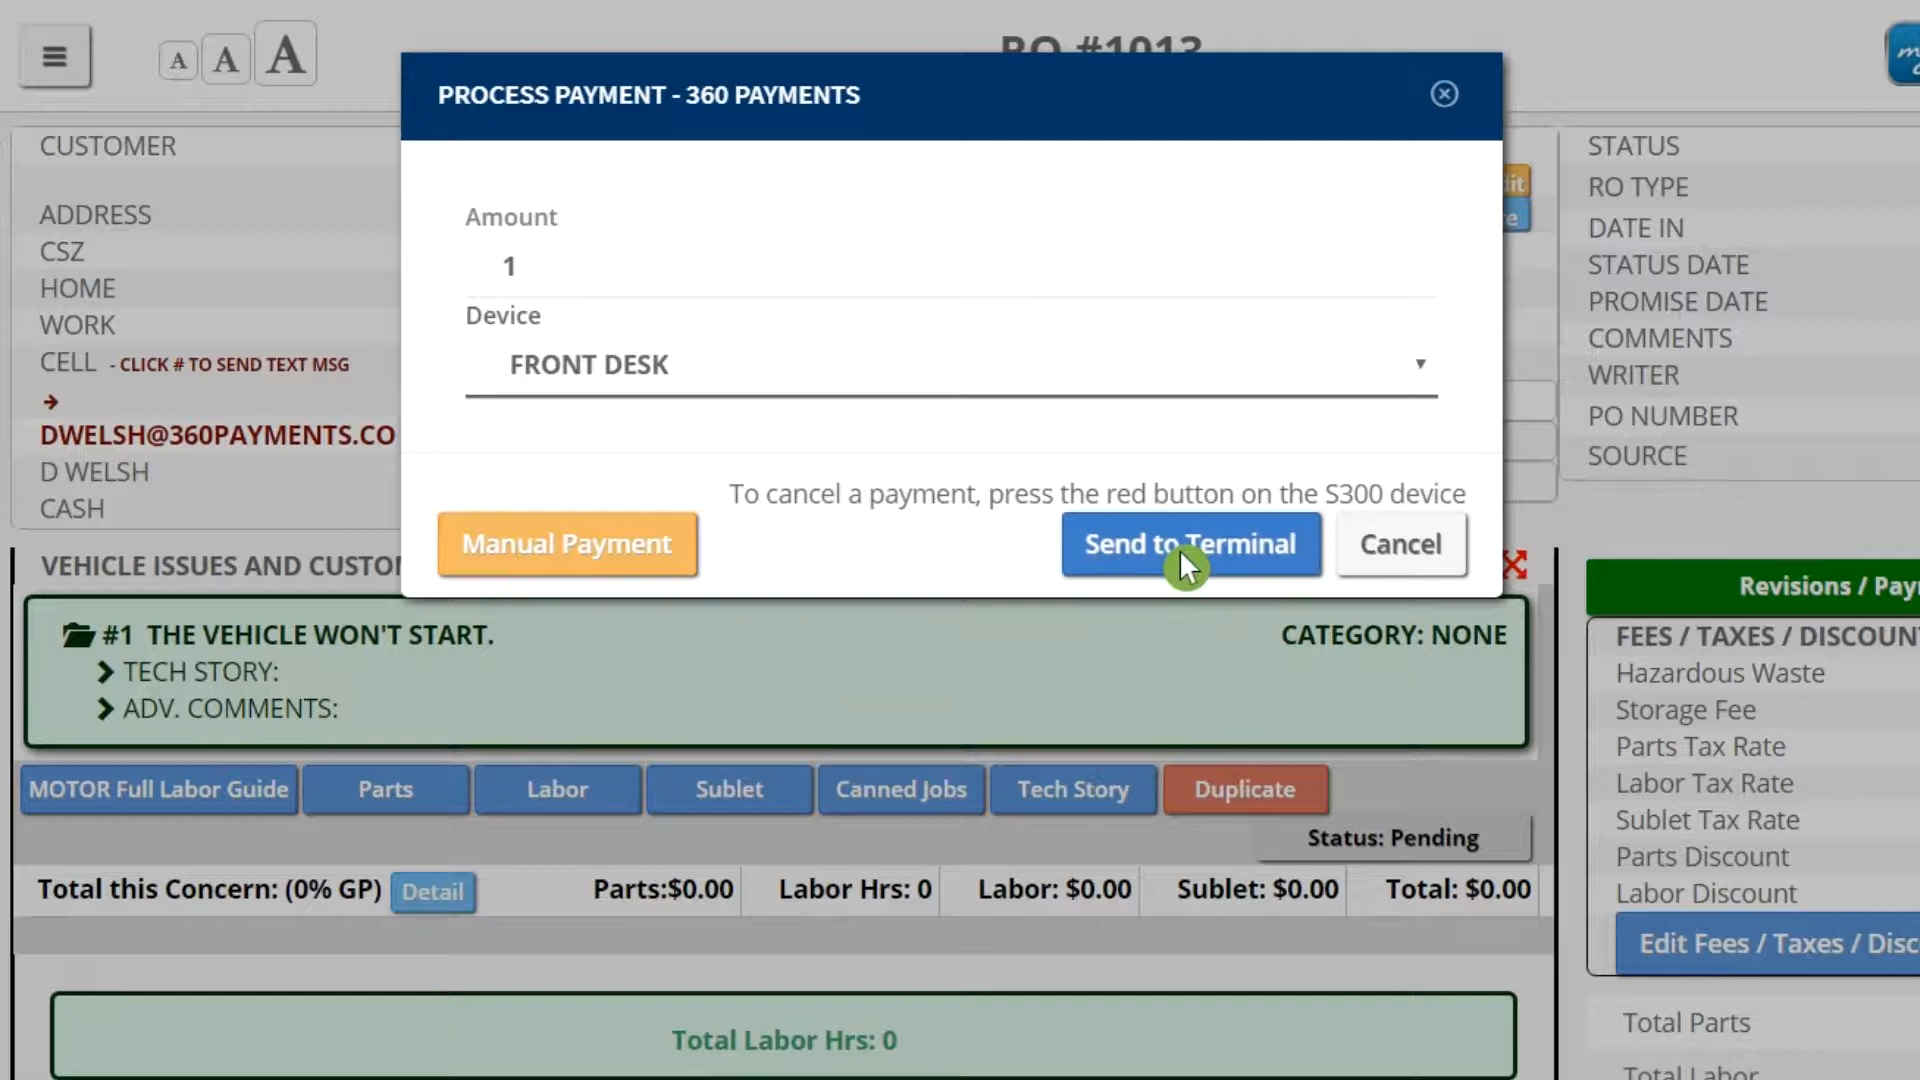 A A A
RO #1013
PROCESS PAYMENT - 360 PAYMENTS
CUSTOMER
ADDRESS
CSZ
HOME
WORK
CELL - CLICK # TO SEND TEXT MSG
DWELSH@360PAYMENTS.CO
D WELSH
CASH
Amount
1
Device
FRONT DESK
To cancel a payment, press the red button on the S300 device
Manual Payment
Send to Terminal
Cancel
STATUS
RO TYPE
DATE IN
STATUS DATE
PROMISE DATE
COMMENTS
WRITER
PO NUMBER
SOURCE
VEHICLE ISSUES AND CUSTO
#1 THE VEHICLE WON'T START.
CATEGORY: NONE
TECH STORY:
ADV. COMMENTS:
MOTOR Full Labor Guide
Parts
Labor
Sublet
Canned Jobs
Tech Story
Duplicate
Status: Pending
Total this Concern: (0% GP)
Detail
Parts:$0.00
Labor Hrs: 0
Labor: $0.00
Sublet: $0.00
Total: $0.00
Total Labor Hrs: 0
Revisions / Pay
FEES / TAXES / DISCOUN
Hazardous Waste
Storage Fee
Parts Tax Rate
Labor Tax Rate
Sublet Tax Rate
Parts Discount
Labor Discount
Edit Fees / Taxes / Disc
Total Parts
Total Labor